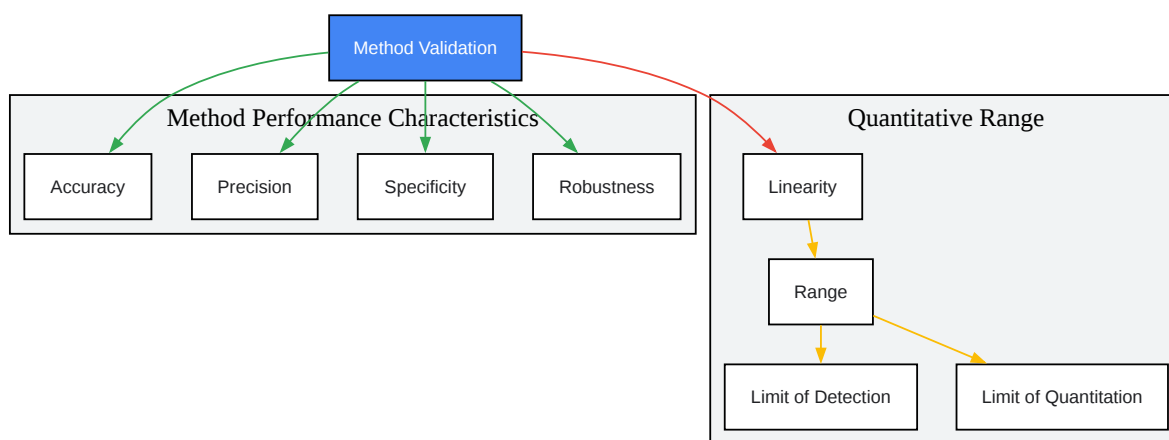 Method Validation
Method Performance Characteristics
Quantitative Range
Accuracy
Precision
Specificity
Robustness
Linearity
Range
Limit of Detection
Limit of Quantitation